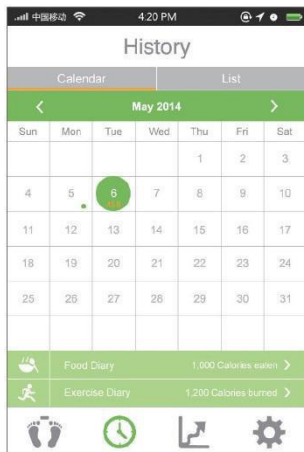 中国移动 4:20 PM
History
Calendar List
May 2014
Sun Mon Tue Wed Thu Fri Sat
1 2 3
4 5 6 7 8 9 10
11 12 13 14 15 16 17
18 19 20 21 22 23 24
25 26 27 28 29 30 31
Food Diary 1,000 Calories eaten
Exercise Diary 1,200 Calories burned